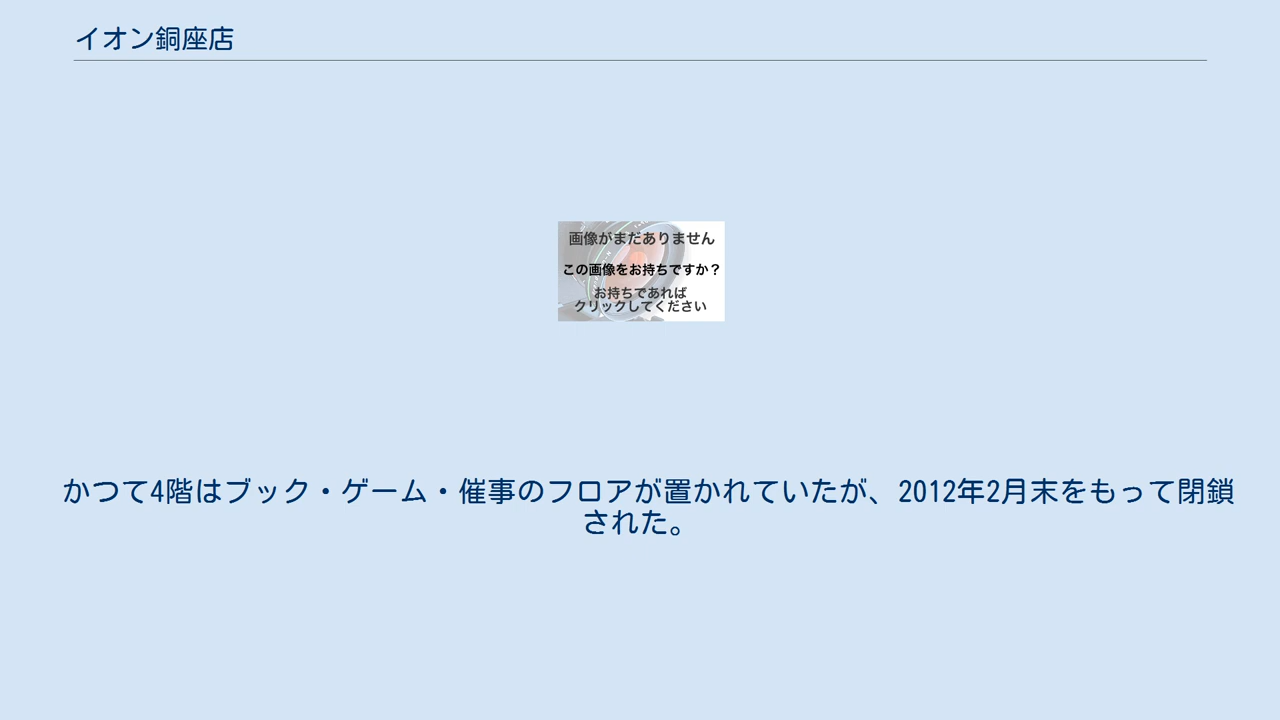 イオン銅座店
画像がまだありません
この画像をお持ちですか？
お持ちであれば
クリックしてください
かつて4階はブック・ゲーム・催事のフロアが置かれていたが、2012年2月末をもって閉鎖
された。